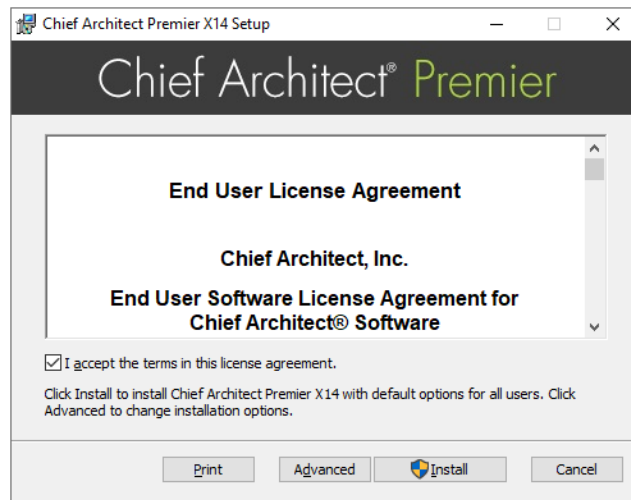 Chief Architect Premier X14 Setup
Chief Architect® Premier
End User License Agreement
Chief Architect, Inc.
End User Software License Agreement for
Chief Architect® Software
I accept the terms in this license agreement.
Click Install to install Chief Architect Premier X14 with default options for all users. Click
Advanced to change installation options.
Print Advanced Install Cancel